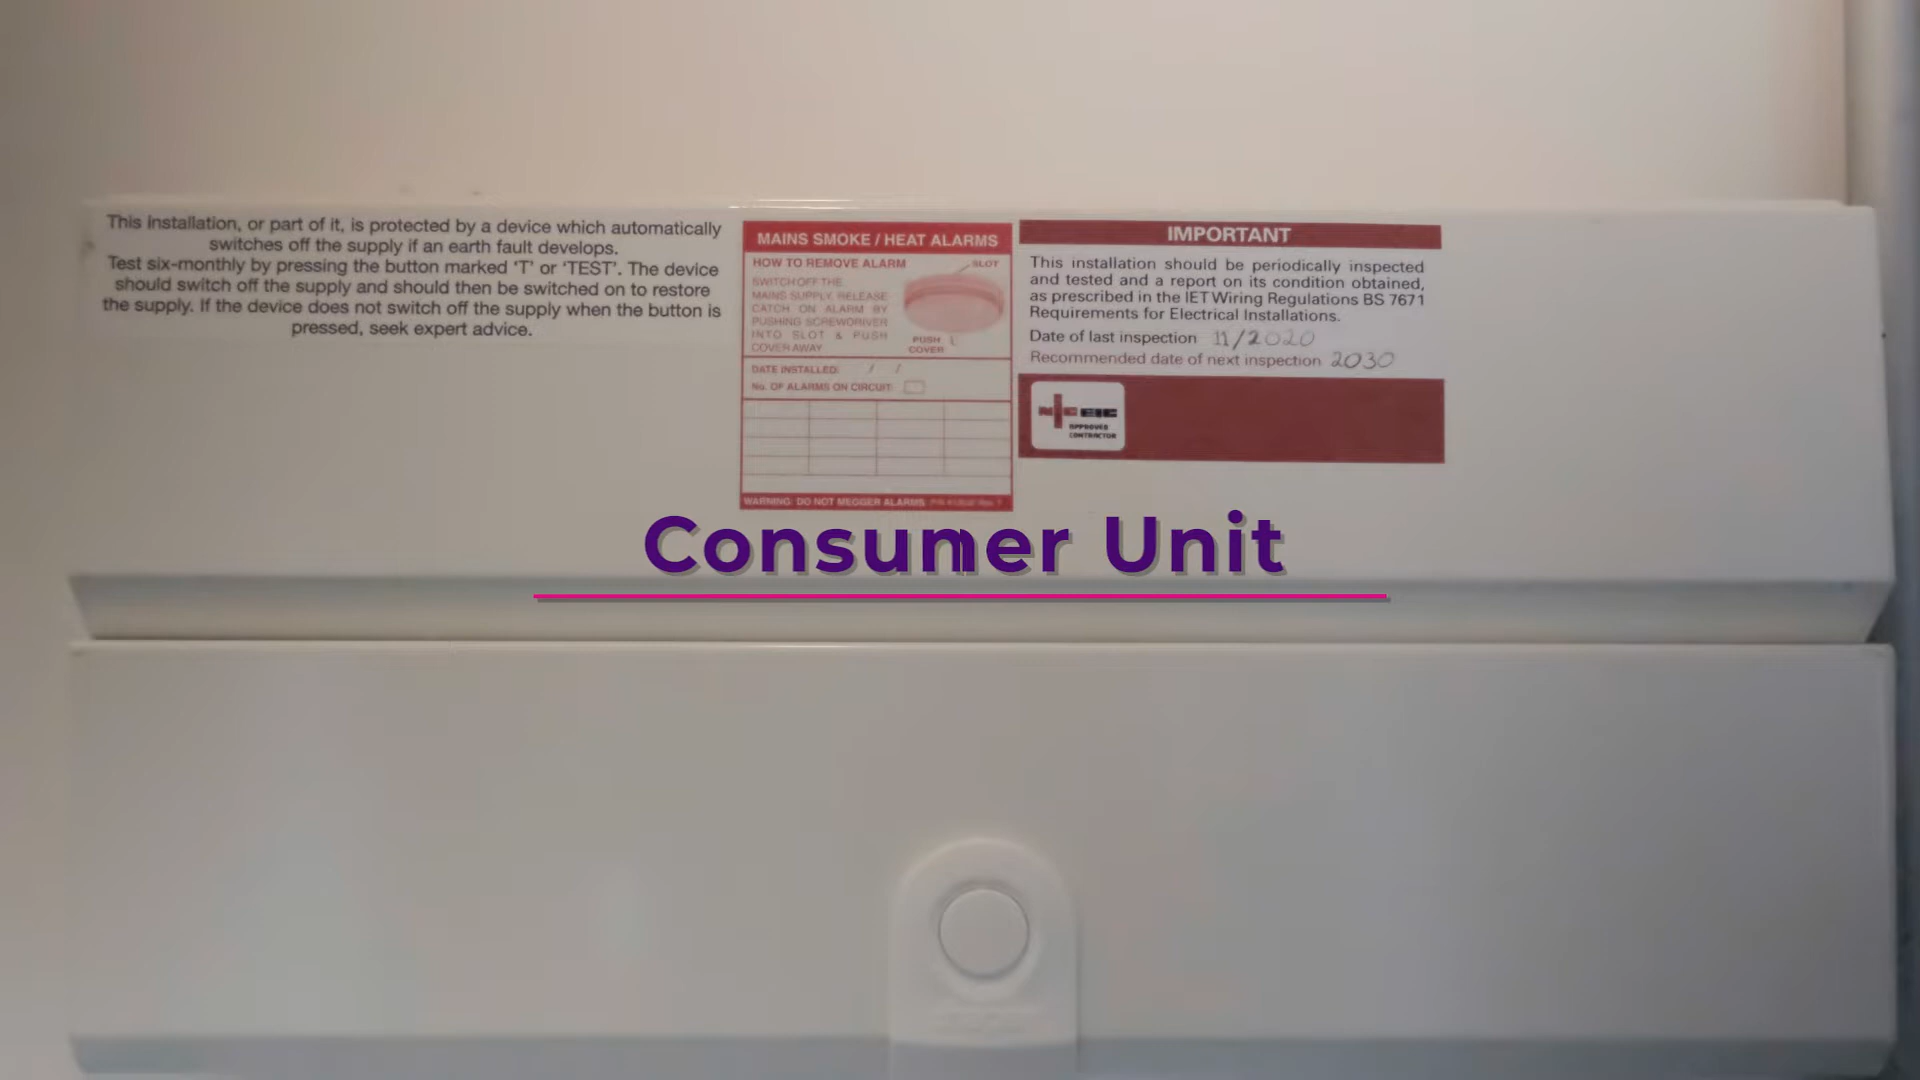 This installation, or part of it, is protected by a device which automatically
switches off the supply if an earth fault develops.
Test six-monthly by pressing the button marked ‘T’ or ‘TEST’. The device
should switch off the supply and should then be switched on to restore
the supply. If the device does not switch off the supply when the button is
pressed, seek expert advice.
MAINS SMOKE / HEAT ALARMS
HOW TO REMOVE ALARM
SLOT
SWITCH OFF THE
MAINS SUPPLY. RELEASE
CATCH ON ALARM BY
PUSHING SCREWDRIVER
INTO SLOT & PUSH
COVER AWAY
PUSH
COVER
DATE INSTALLED: / /
No. OF ALARMS ON CIRCUIT
WARNING: DO NOT MEGGER ALARMS
IMPORTANT
This installation should be periodically inspected
and tested and a report on its condition obtained,
as prescribed in the IET Wiring Regulations BS 7671
Requirements for Electrical Installations.
Date of last inspection 11/2020
Recommended date of next inspection 2030
NICEIC
APPROVED
CONTRACTOR
Consumer Unit